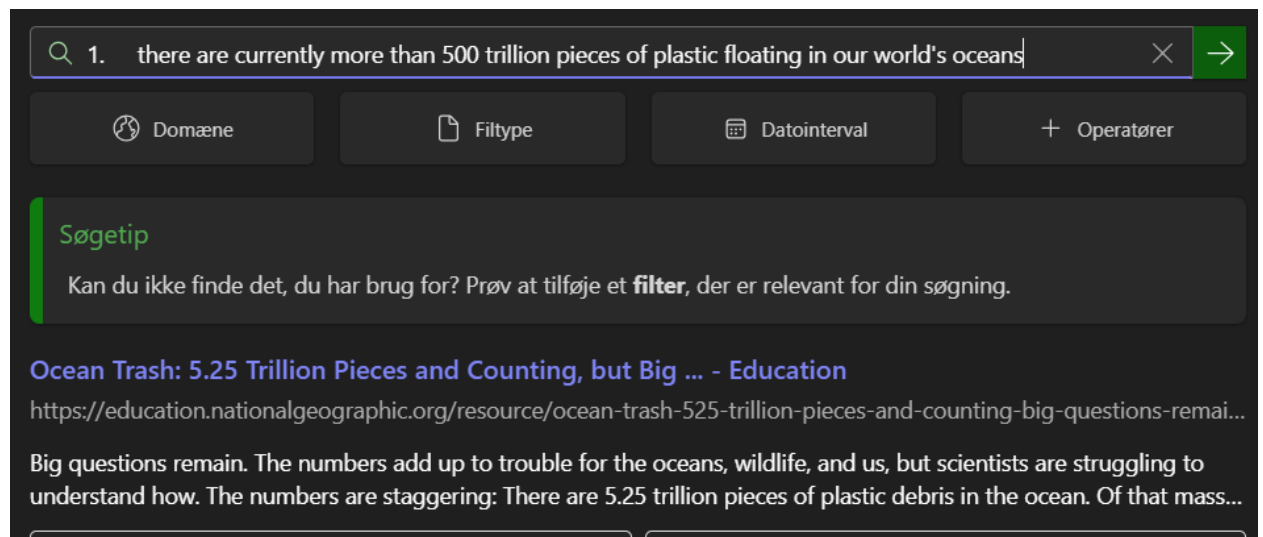 1. there are currently more than 500 trillion pieces of plastic floating in our world's oceans
Domæne
Filtype
Datointerval
Operatører
Søgetip
Kan du ikke finde det, du har brug for? Prøv at tilføje et filter, der er relevant for din søgning.
Ocean Trash: 5.25 Trillion Pieces and Counting, but Big ... - Education
https://education.nationalgeographic.org/resource/ocean-trash-525-trillion-pieces-and-counting-big-questions-remai...
Big questions remain. The numbers add up to trouble for the oceans, wildlife, and us, but scientists are struggling to
understand how. The numbers are staggering: There are 5.25 trillion pieces of plastic debris in the ocean. Of that mass...